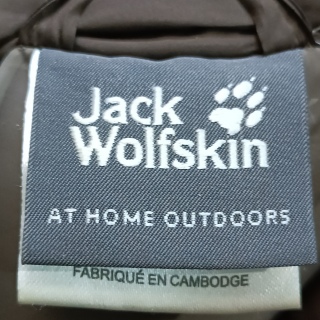 Jack
Wolfskin
AT HOME OUTDOORS
FABRIQUÉ EN CAMBODGE